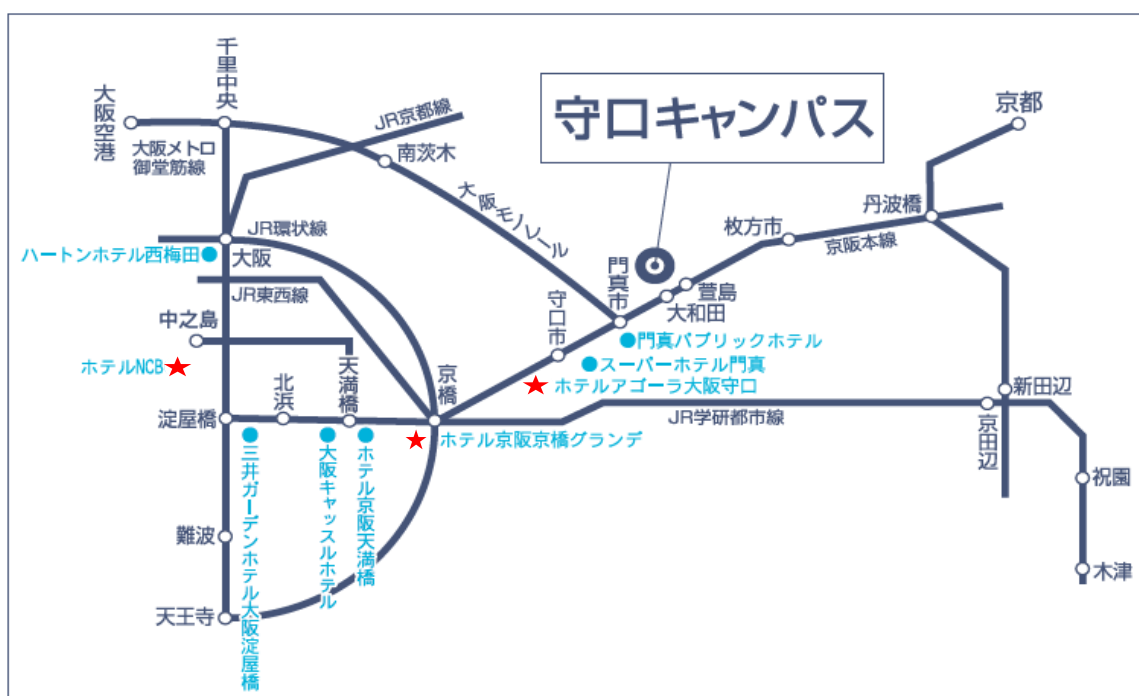 千里中央
大阪空港
大阪メトロ
御堂筋線
JR京都線
南茨木
大阪モノレール
守口キャンパス
京都
丹波橋
枚方市
京阪本線
JR環状線
ハートンホテル西梅田
大阪
JR東西線
門真市
萱島
大和田
守口市
中之島
ホテルNCB
天満橋
北浜
京橋
門真パブリックホテル
スーパーホテル門真
ホテルアゴーラ大阪守口
淀屋橋
ホテル京阪京橋グランデ
JR学研都市線
新田辺
京田辺
三井ガーデンホテル大阪淀屋橋
大阪キャッスルホテル
ホテル京阪天満橋
祝園
難波
木津
天王寺